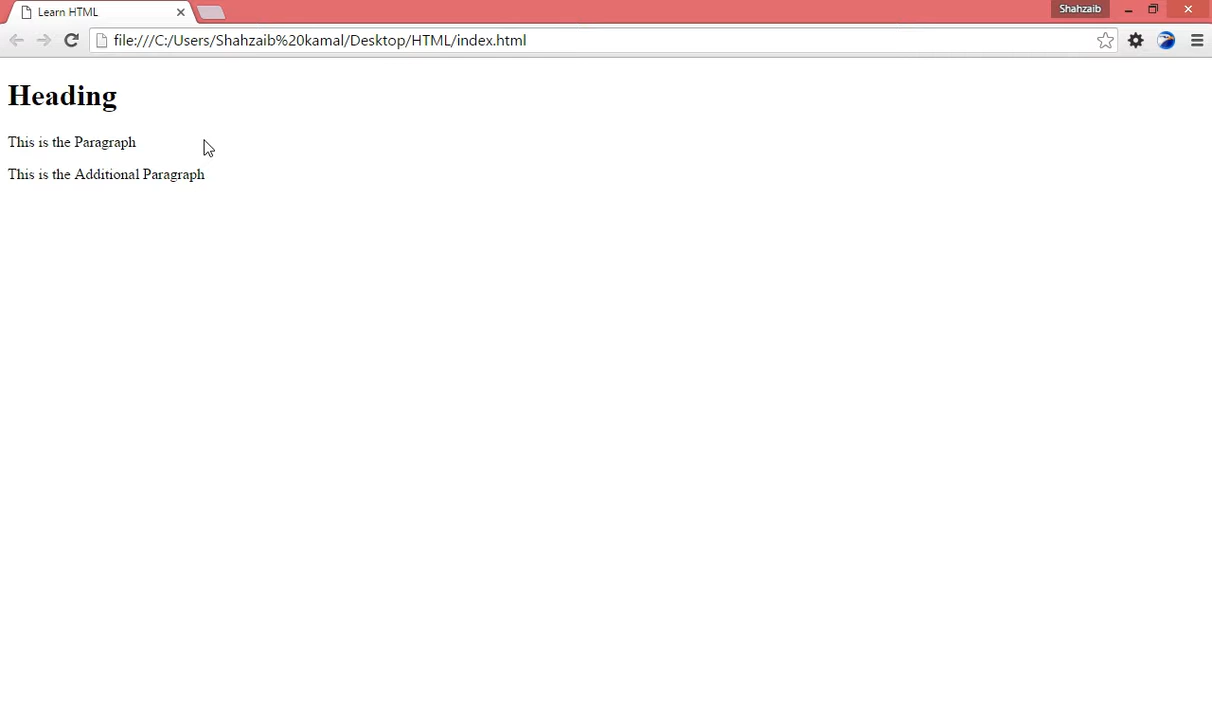 Learn HTML
Shahzaib
file:///C:/Users/Shahzaib%20kamal/Desktop/HTML/index.html
Heading
This is the Paragraph
This is the Additional Paragraph